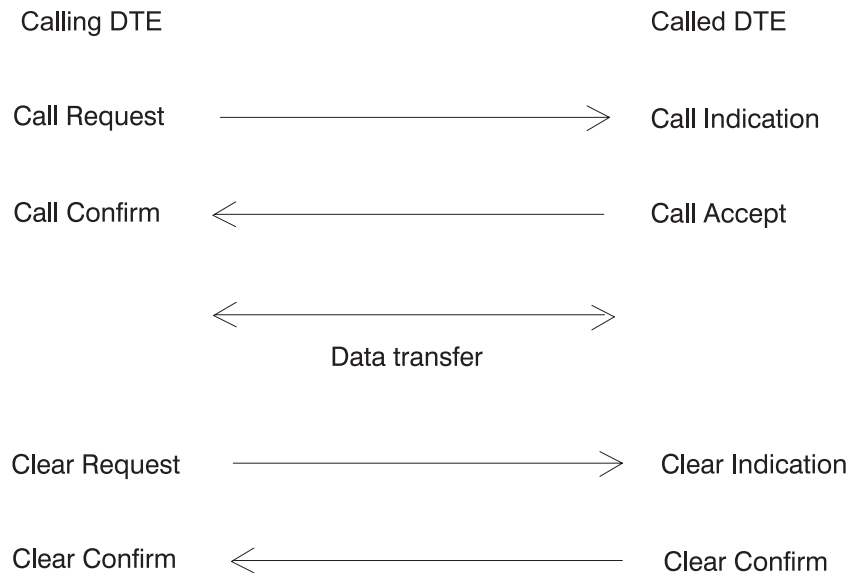 Calling DTE Called DTE
Call Request Call Indication
Call Confirm Call Accept
Data transfer
Clear Request Clear Indication
Clear Confirm Clear Confirm